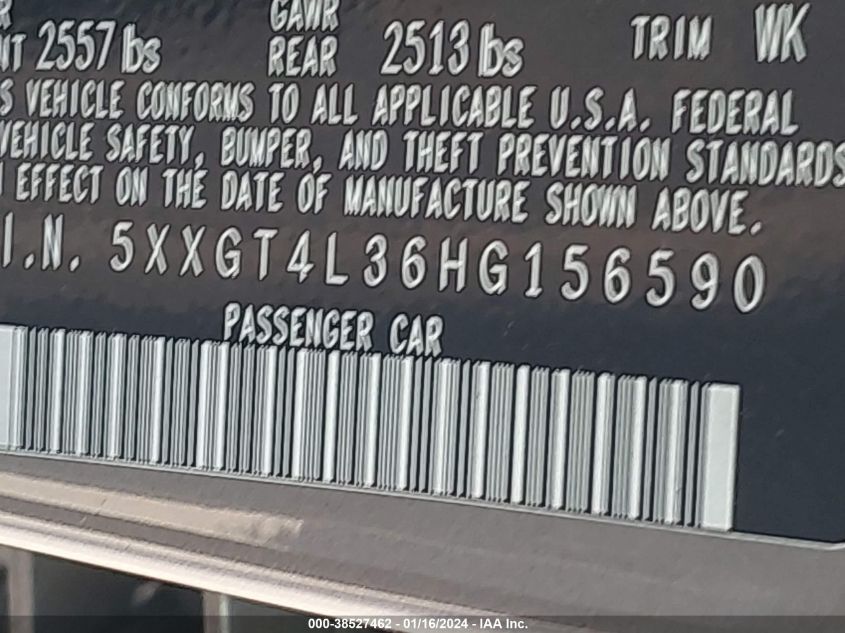 GAWR
2557 lbs REAR 2513 lbs TRIM WK
VEHICLE CONFORMS TO ALL APPLICABLE U.S.A. FEDERAL
VEHICLE SAFETY, BUMPER, AND THEFT PREVENTION STANDARDS
EFFECT ON THE DATE OF MANUFACTURE SHOWN ABOVE.
I.N. 5XXGT4L36HG156590
PASSENGER CAR
000-38527462 - 01/16/2024 - IAA Inc.